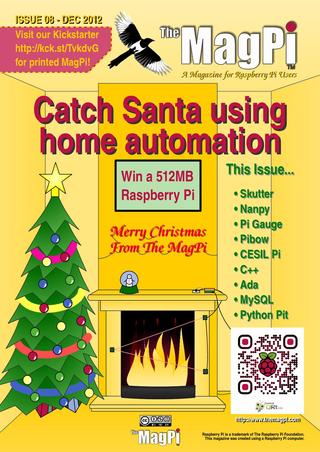 ISSUE 08 - DEC 2012
Visit our Kickstarter
http://kck.st/TvkdvG
for printed MagPi!
The MagPi
TM
A Magazine for Raspberry Pi Users
Catch Santa using
home automation
Win a 512MB
Raspberry Pi
Merry Christmas
From The MagPi
This Issue...
• Skutter
• Nanpy
• Pi Gauge
• Pibow
• CESIL Pi
• C++
• Ada
• MySQL
• Python Pit
http://www.themagpi.com
The MagPi
Raspberry Pi is a trademark of The Raspberry Pi Foundation.
This magazine was created using a Raspberry Pi computer.